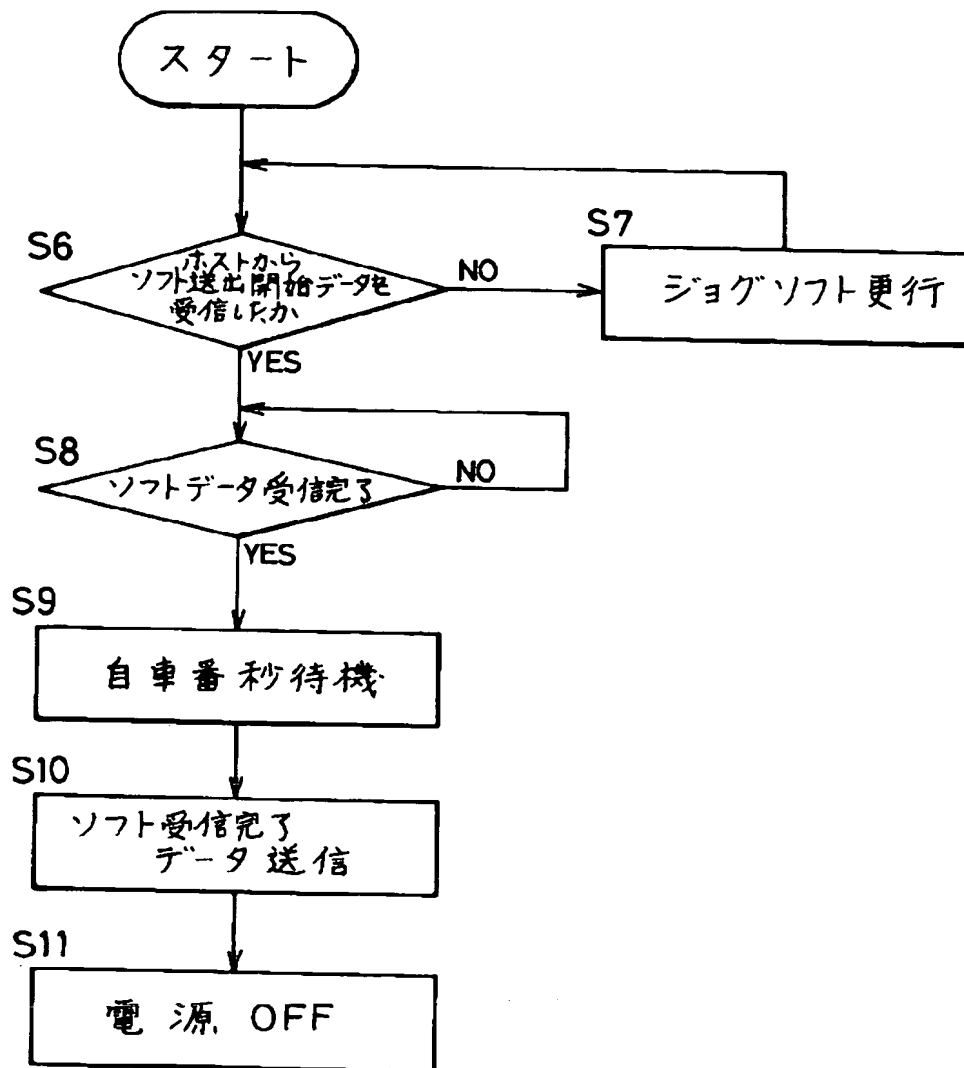 スタート
S6
ホストから
ソフト送出開始データを
受信したか
NO
YES
S7
ジョグソフト更行
S8
ソフトデータ受信完了
NO
YES
S9
自車番秒待機
S10
ソフト受信完了
データ送信
S11
電源 OFF